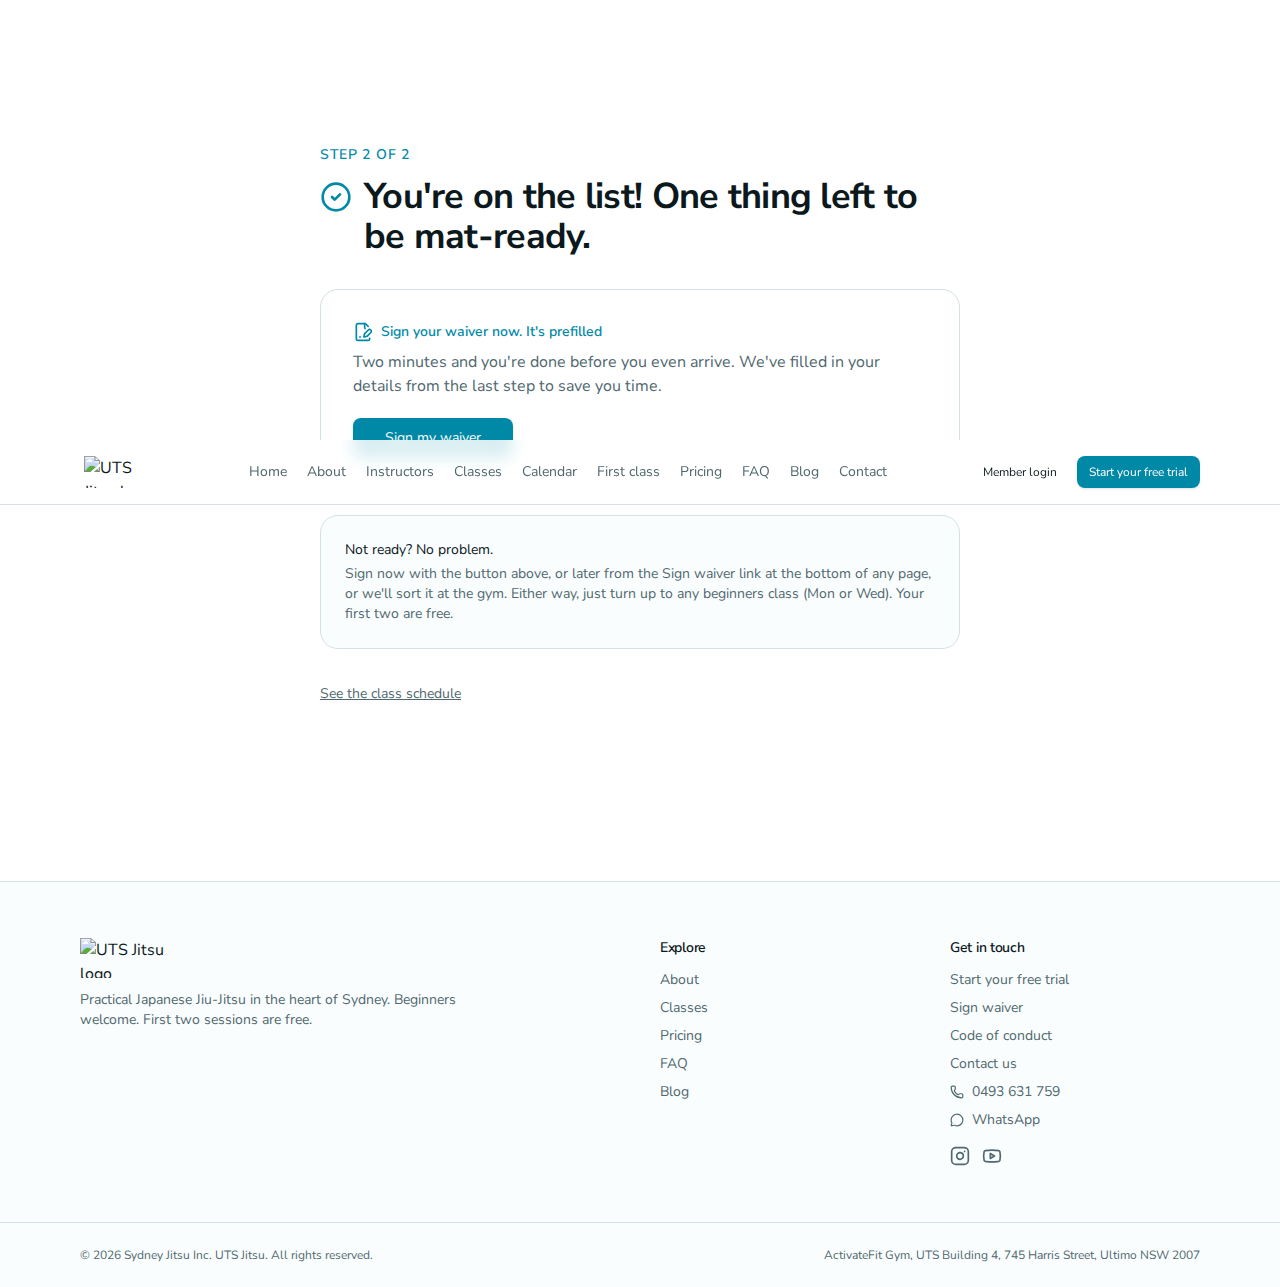 STEP 2 OF 2
You're on the list! One thing left to
be mat-ready.
Sign your waiver now. It's prefilled
Two minutes and you're done before you even arrive. We've filled in your
details from the last step to save you time.
Sign my waiver
UTS
Home About Instructors Classes Calendar First class Pricing FAQ Blog Contact Member login Start your free trial
Not ready? No problem.
Sign now with the button above, or later from the Sign waiver link at the bottom of any page,
or we'll sort it at the gym. Either way, just turn up to any beginners class (Mon or Wed). Your
first two are free.
See the class schedule
UTS Jitsu
logo
Practical Japanese Jiu-Jitsu in the heart of Sydney. Beginners
welcome. First two sessions are free.
Explore
About
Classes
Pricing
FAQ
Blog
Get in touch
Start your free trial
Sign waiver
Code of conduct
Contact us
0493 631 759
WhatsApp
© 2026 Sydney Jitsu Inc. UTS Jitsu. All rights reserved.
ActivateFit Gym, UTS Building 4, 745 Harris Street, Ultimo NSW 2007